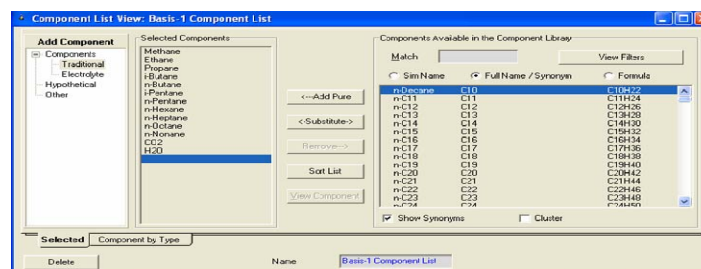 Component List View: Basis-1 Component List
Add Component
Components
Traditional
Electrolyte
Hypothetical
Other
Selected Components
Methane
Ethane
Propane
i-Butane
n-Butane
i-Pentane
n-Pentane
n-Hexane
n-Heptane
n-Octane
n-Nonane
CO2
H2O
<---Add Pure
<-Substitute->
Remove--->
Sort List
View Component
Components Available in the Component Library
Match
View Filters
Sim Name
Full Name / Synonym
Formula
n-Decane C10 C10H22
n-C11 C11 C11H24
n-C12 C12 C12H26
n-C13 C13 C13H28
n-C14 C14 C14H30
n-C15 C15 C15H32
n-C16 C16 C16H34
n-C17 C17 C17H36
n-C18 C18 C18H38
n-C19 C19 C19H40
n-C20 C20 C20H42
n-C21 C21 C21H44
n-C22 C22 C22H46
n-C23 C23 C23H48
n-C24 C24 C24H50
Show Synonyms
Cluster
Selected
Component by Type
Delete
Name
Basis-1 Component List